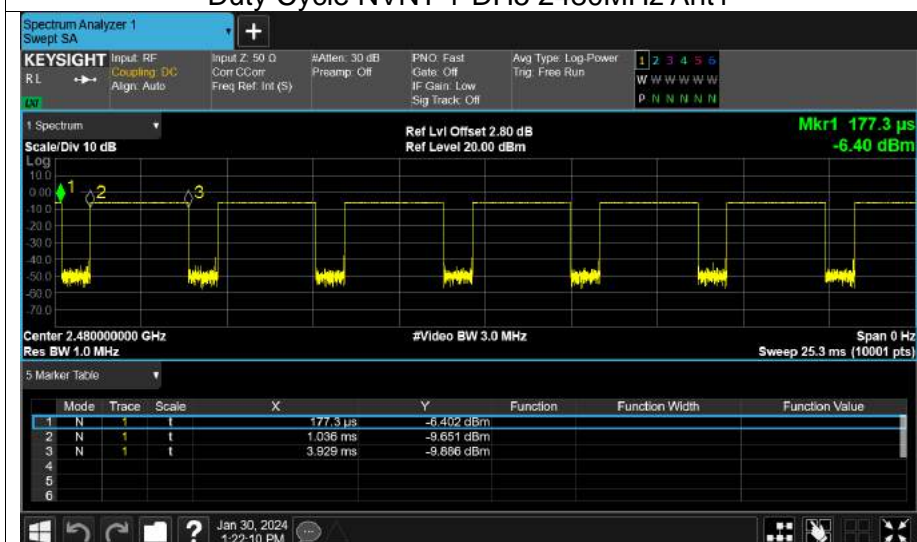 Spectrum Analyzer 1
Swept SA
+
KEYSIGHT Input: RF Input Z: 50 Ω #Atten: 30 dB PNO: Fast Avg Type: Log-Power 1 2 3 4 5 6
RL Coupling: DC Corr CCorr Preamp: Off Gate: Off Trig: Free Run W W W W W W
Align: Auto Freq Ref: Int (S) IF Gain: Low
Sig Track: Off P N N N N N
1 Spectrum
Ref Lvl Offset 2.80 dB Mkr1 177.3 µs
Scale/Div 10 dB Ref Level 20.00 dBm -6.40 dBm
Log
10.0
0.00 1 2 3
-10.0
-20.0
-30.0
-40.0
-50.0
-60.0
-70.0
Center 2.480000000 GHz #Video BW 3.0 MHz Span 0 Hz
Res BW 1.0 MHz Sweep 25.3 ms (10001 pts)
5 Marker Table
Mode Trace Scale X Y Function Function Width Function Value
1 N 1 t 177.3 µs -6.402 dBm
2 N 1 t 1.036 ms -9.651 dBm
3 N 1 t 3.929 ms -9.886 dBm
4
5
6
? Jan 30, 2024
1:22:10 PM